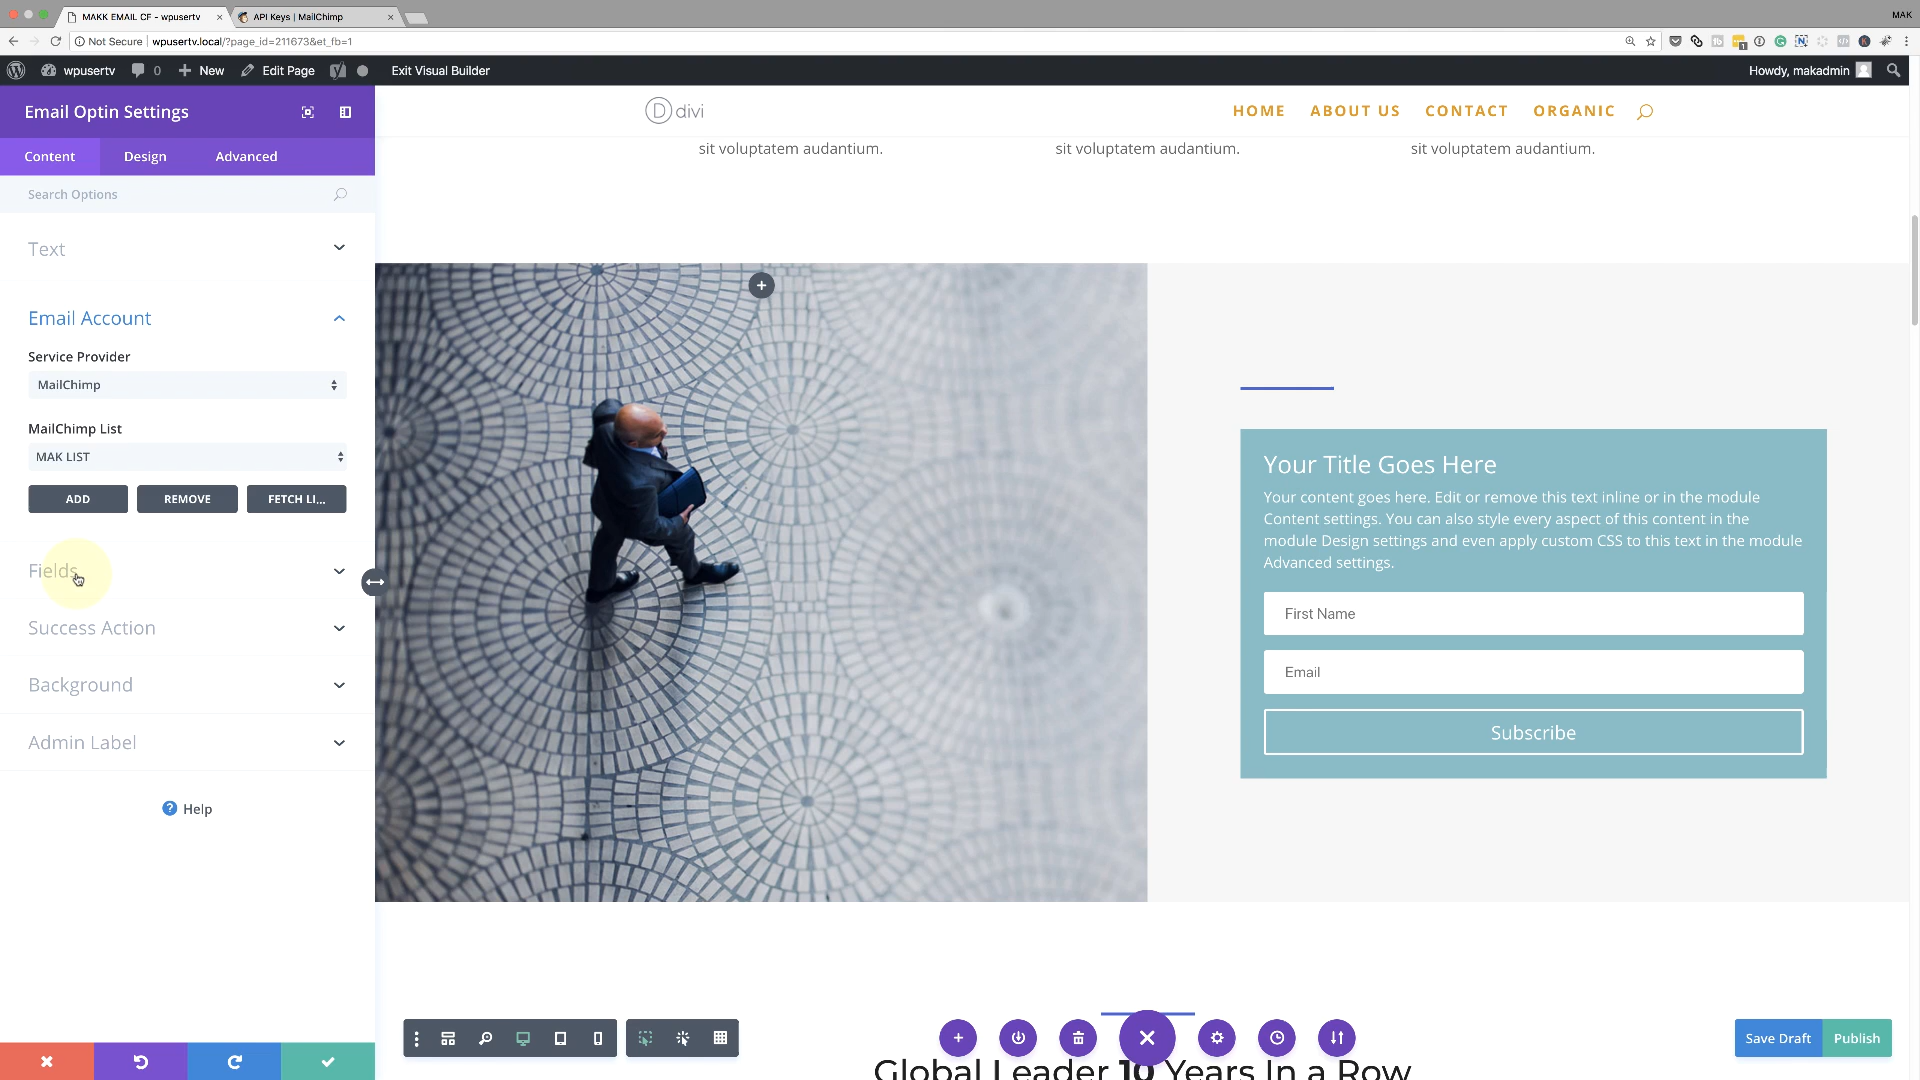 MAKK EMAIL CF - wpusertv
API Keys | MailChimp
MAK
Not Secure | wpusertv.local/?page_id=211673&et_fb=1
wpusertv 0 New Edit Page Exit Visual Builder Howdy, makadmin
Email Optin Settings
Content Design Advanced
Search Options
Text
Email Account
Service Provider
MailChimp
MailChimp List
MAK LIST
ADD REMOVE FETCH LI...
Fields
Success Action
Background
Admin Label
? Help
D divi HOME ABOUT US CONTACT ORGANIC
sit voluptatem audantium. sit voluptatem audantium. sit voluptatem audantium.
Your Title Goes Here
Your content goes here. Edit or remove this text inline or in the module
Content settings. You can also style every aspect of this content in the
module Design settings and even apply custom CSS to this text in the module
Advanced settings.
First Name
Email
Subscribe
Save Draft Publish
Global Leader 10 Years In a Row